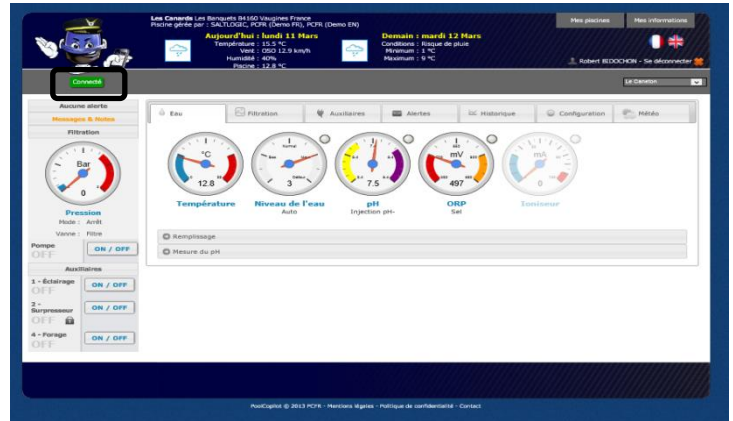 Les Canards Les Banquets 84160 Vaugines France
Piscine gérée par : SALTLOGIC, PCFR (Demo FR), PCFR (Demo EN)
Mes piscines
Mes informations
Aujourd'hui : lundi 11 Mars
Température : 15.5 °C
Vent : OSO 12.9 km/h
Humidité : 40%
Piscine : 12.8 °C
Demain : mardi 12 Mars
Conditions : Risque de pluie
Minimum : 1 °C
Maximum : 9 °C
Robert BIDOCHON - Se déconnecter
Connecté
Le Caneton
Aucune alerte
Messages & Notes
Filtration
Bar
0
Pression
Mode : Arrêt
Vanne : Filtre
Pompe
OFF
ON / OFF
Auxiliaires
1 - Éclairage
OFF
ON / OFF
2 - Surpresseur
OFF
ON / OFF
4 - Forage
OFF
ON / OFF
Eau
Filtration
Auxiliaires
Alertes
Historique
Configuration
Météo
°C
12.8
Température
Normal
3
Niveau de l'eau
Auto
7.5
pH
Injection pH-
mV
497
ORP
Sel
mA
0
Ioniseur
Remplissage
Mesure du pH
PoolCopilot © 2013 PCFR - Mentions légales - Politique de confidentialité - Contact